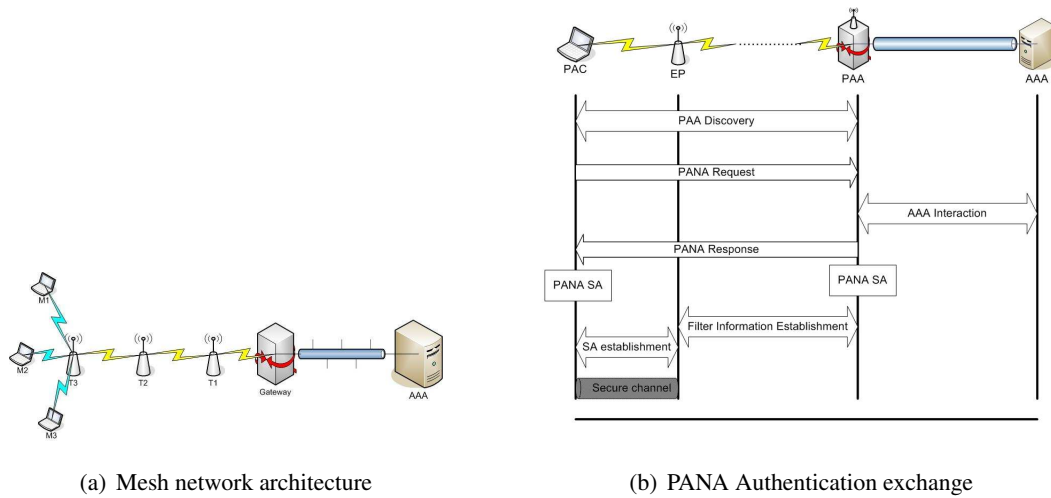 M1
M2
M3
T3
T2
T1
Gateway
AAA
(a) Mesh network architecture
PAC
EP
PAA
AAA
PAA Discovery
PANA Request
AAA Interaction
PANA Response
PANA SA
PANA SA
Filter Information Establishment
SA establishment
Secure channel
(b) PANA Authentication exchange